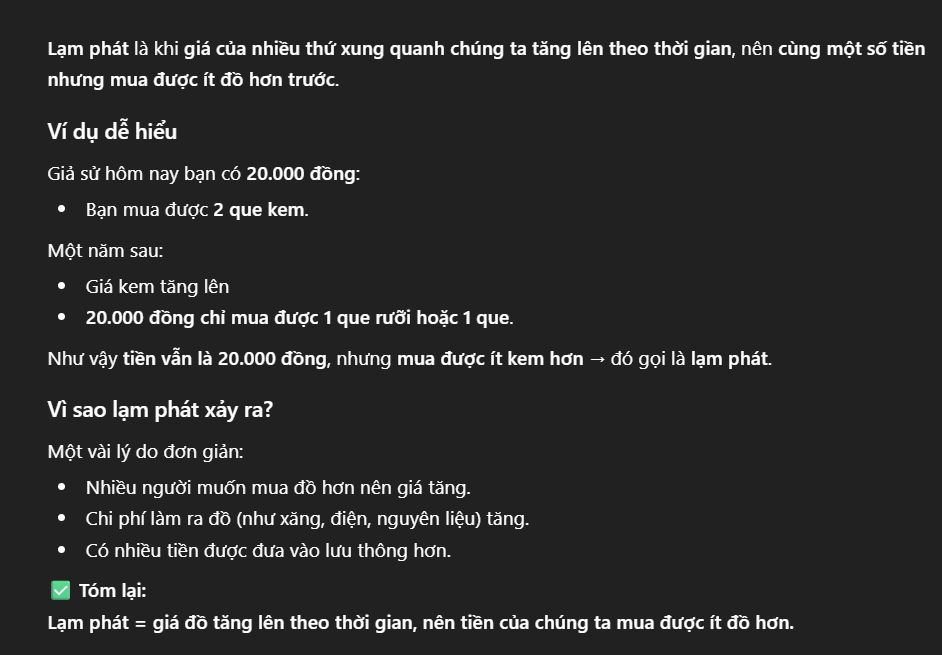 Lạm phát là khi giá của nhiều thứ xung quanh chúng ta tăng lên theo thời gian, nên cùng một số tiền
nhưng mua được ít đồ hơn trước.
Ví dụ dễ hiểu
Giả sử hôm nay bạn có 20.000 đồng:
• Bạn mua được 2 que kem.
Một năm sau:
• Giá kem tăng lên
• 20.000 đồng chỉ mua được 1 que rưỡi hoặc 1 que.
Như vậy tiền vẫn là 20.000 đồng, nhưng mua được ít kem hơn → đó gọi là lạm phát.
Vì sao lạm phát xảy ra?
Một vài lý do đơn giản:
• Nhiều người muốn mua đồ hơn nên giá tăng.
• Chi phí làm ra đồ (như xăng, điện, nguyên liệu) tăng.
• Có nhiều tiền được đưa vào lưu thông hơn.
✅ Tóm lại:
Lạm phát = giá đồ tăng lên theo thời gian, nên tiền của chúng ta mua được ít đồ hơn.